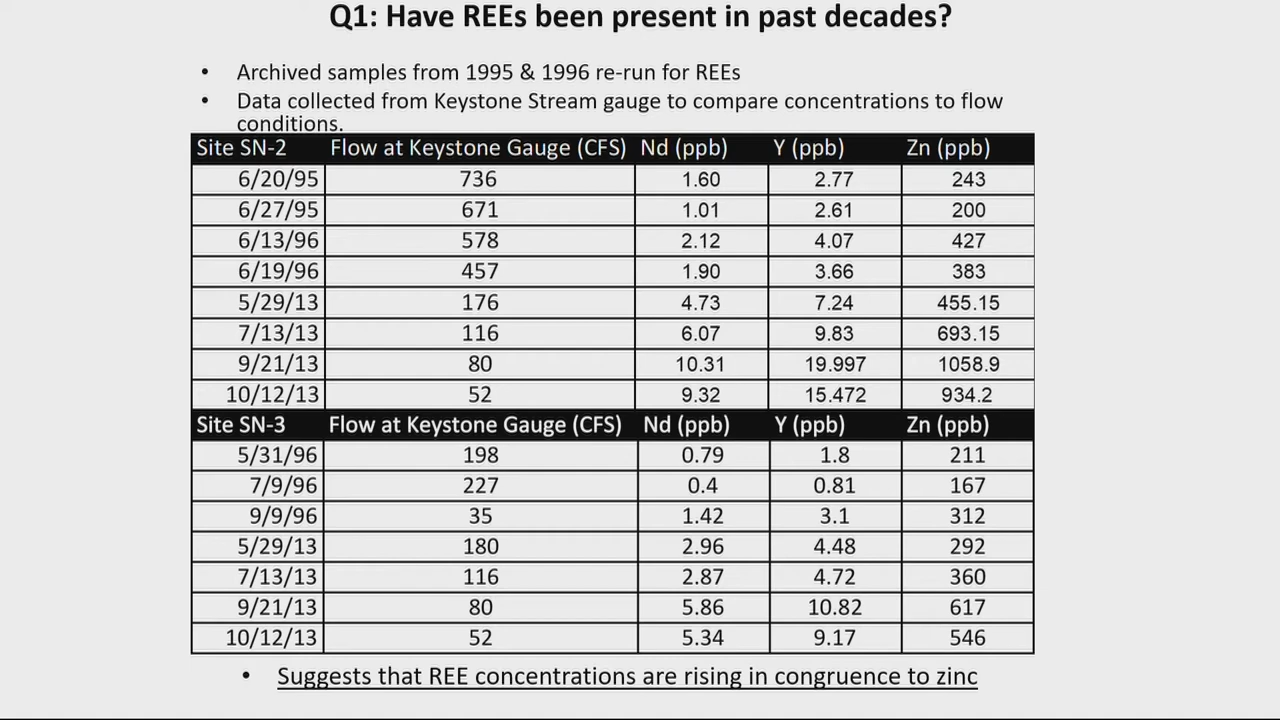 Q1: Have REEs been present in past decades?
• Archived samples from 1995 & 1996 re-run for REEs
• Data collected from Keystone Stream gauge to compare concentrations to flow
conditions.
Site SN-2 Flow at Keystone Gauge (CFS) Nd (ppb) Y (ppb) Zn (ppb)
6/20/95 736 1.60 2.77 243
6/27/95 671 1.01 2.61 200
6/13/96 578 2.12 4.07 427
6/19/96 457 1.90 3.66 383
5/29/13 176 4.73 7.24 455.15
7/13/13 116 6.07 9.83 693.15
9/21/13 80 10.31 19.997 1058.9
10/12/13 52 9.32 15.472 934.2
Site SN-3 Flow at Keystone Gauge (CFS) Nd (ppb) Y (ppb) Zn (ppb)
5/31/96 198 0.79 1.8 211
7/9/96 227 0.4 0.81 167
9/9/96 35 1.42 3.1 312
5/29/13 180 2.96 4.48 292
7/13/13 116 2.87 4.72 360
9/21/13 80 5.86 10.82 617
10/12/13 52 5.34 9.17 546
• Suggests that REE concentrations are rising in congruence to zinc